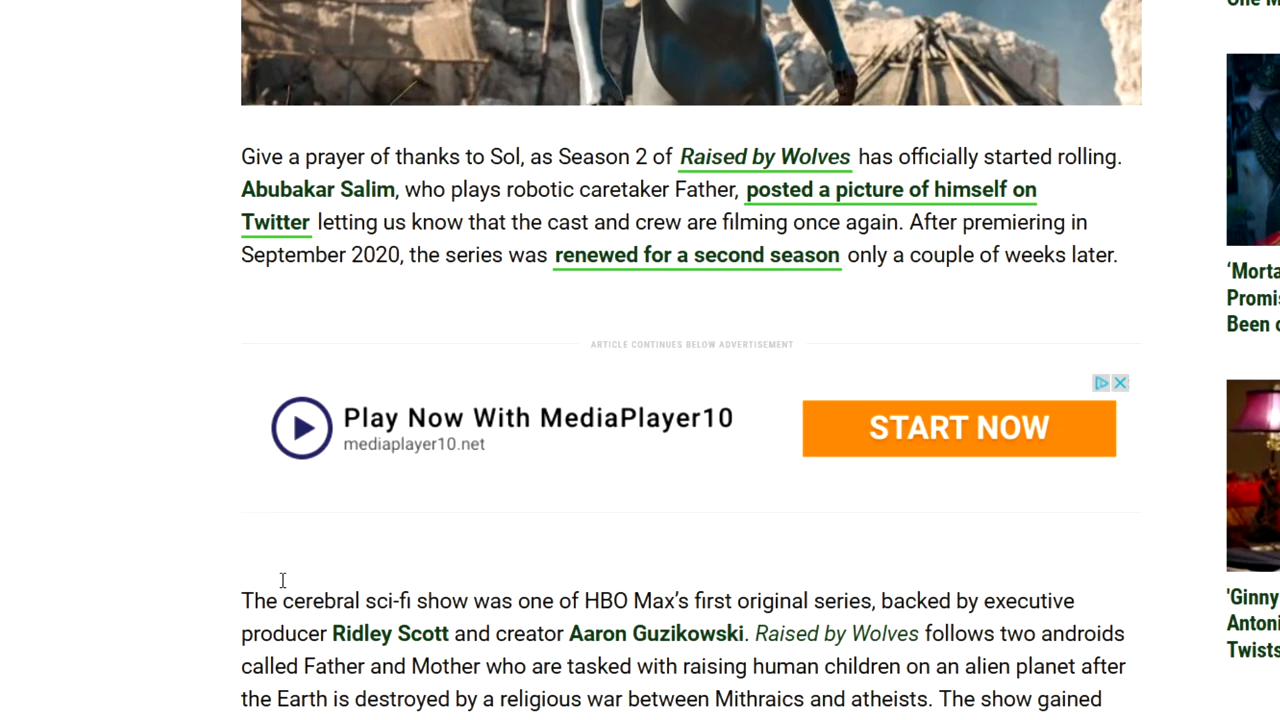 Give a prayer of thanks to Sol, as Season 2 of Raised by Wolves has officially started rolling.
Abubakar Salim, who plays robotic caretaker Father, posted a picture of himself on
Twitter letting us know that the cast and crew are filming once again. After premiering in
September 2020, the series was renewed for a second season only a couple of weeks later.
ARTICLE CONTINUES BELOW ADVERTISEMENT
Play Now With MediaPlayer10
mediaplayer10.net
START NOW
The cerebral sci-fi show was one of HBO Max’s first original series, backed by executive
producer Ridley Scott and creator Aaron Guzikowski. Raised by Wolves follows two androids
called Father and Mother who are tasked with raising human children on an alien planet after
the Earth is destroyed by a religious war between Mithraics and atheists. The show gained
‘Morta
Promis
Been o
'Ginny
Antoni
Twists